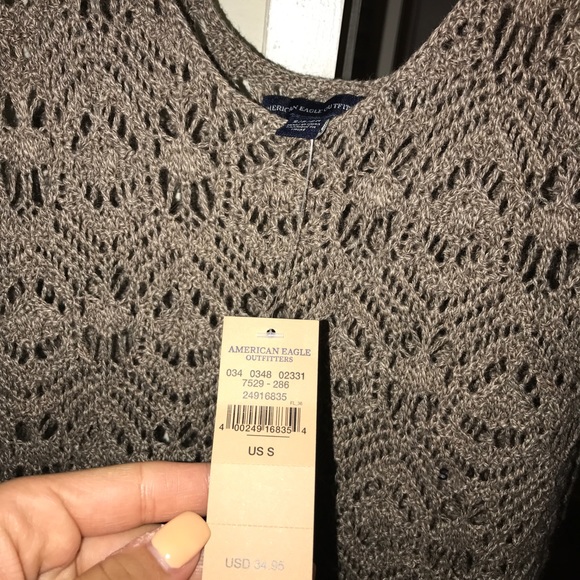 AMERICAN EAGLE OUTFITTERS
AMERICAN EAGLE
OUTFITTERS
034 0348 02331
7529 - 286
24916835
4 00249 16835 4
US S
USD 34.95